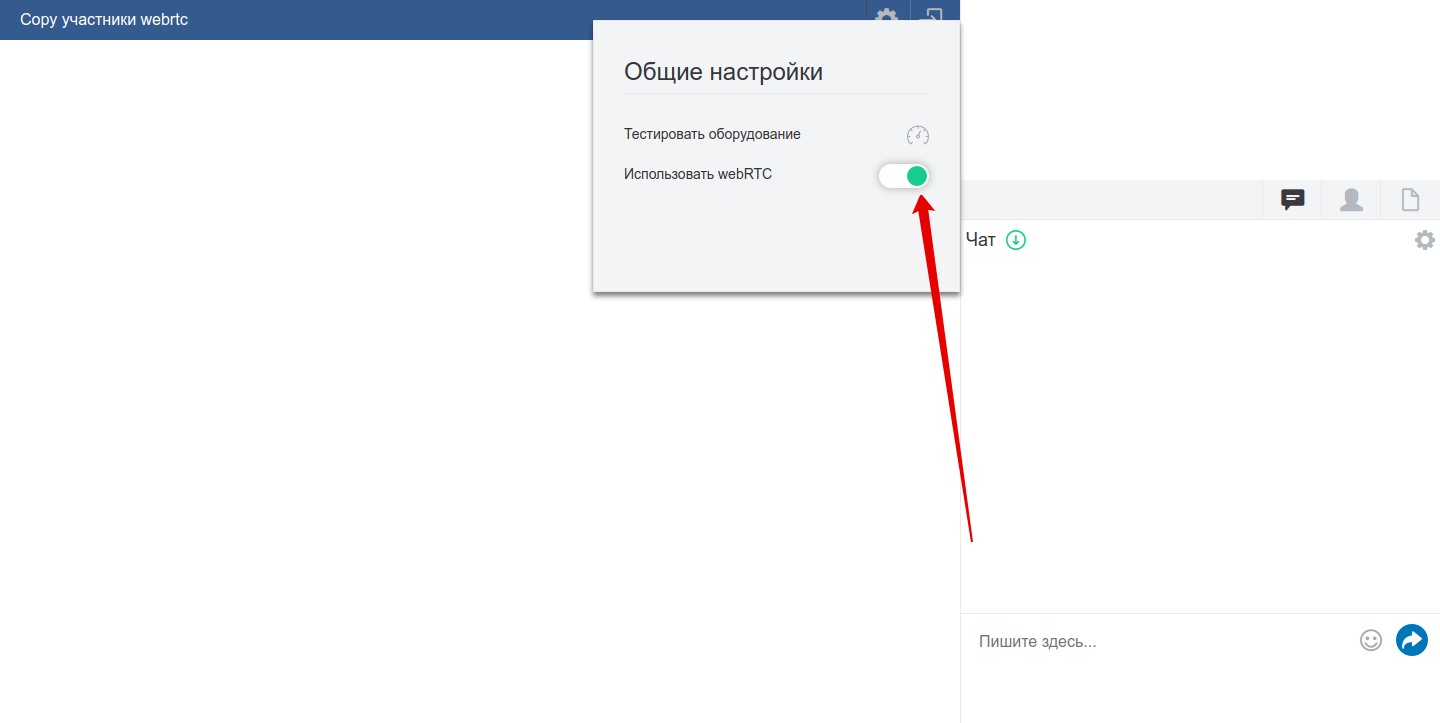 Copy участники webrtc
Общие настройки
Тестировать оборудование
Использовать webRTC
Чат
Пишите здесь...